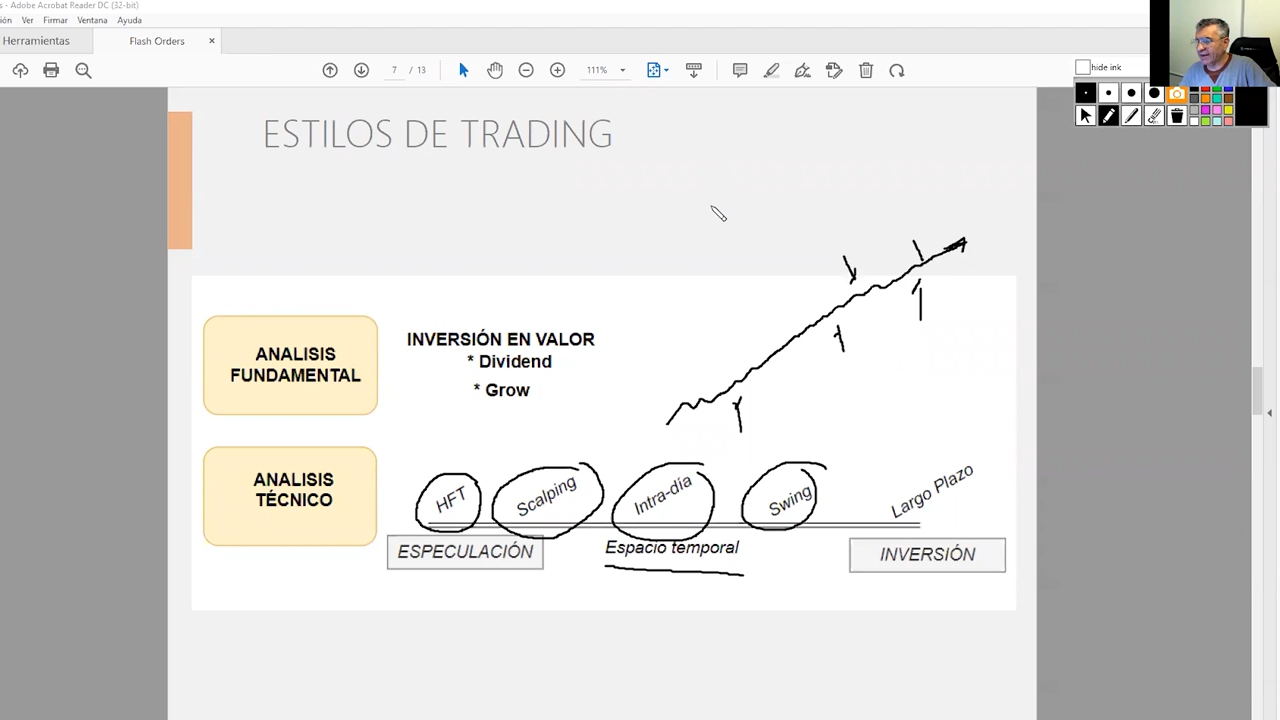 s - Adobe Acrobat Reader DC (32-bit)
ión Ver Firmar Ventana Ayuda
Herramientas
Flash Orders ×
7 / 13
111%
hide ink
ESTILOS DE TRADING
ANALISIS
FUNDAMENTAL
INVERSIÓN EN VALOR
* Dividend
* Grow
ANALISIS
TÉCNICO
HFT Scalping Intra-día Swing Largo Plazo
ESPECULACIÓN Espacio temporal INVERSIÓN